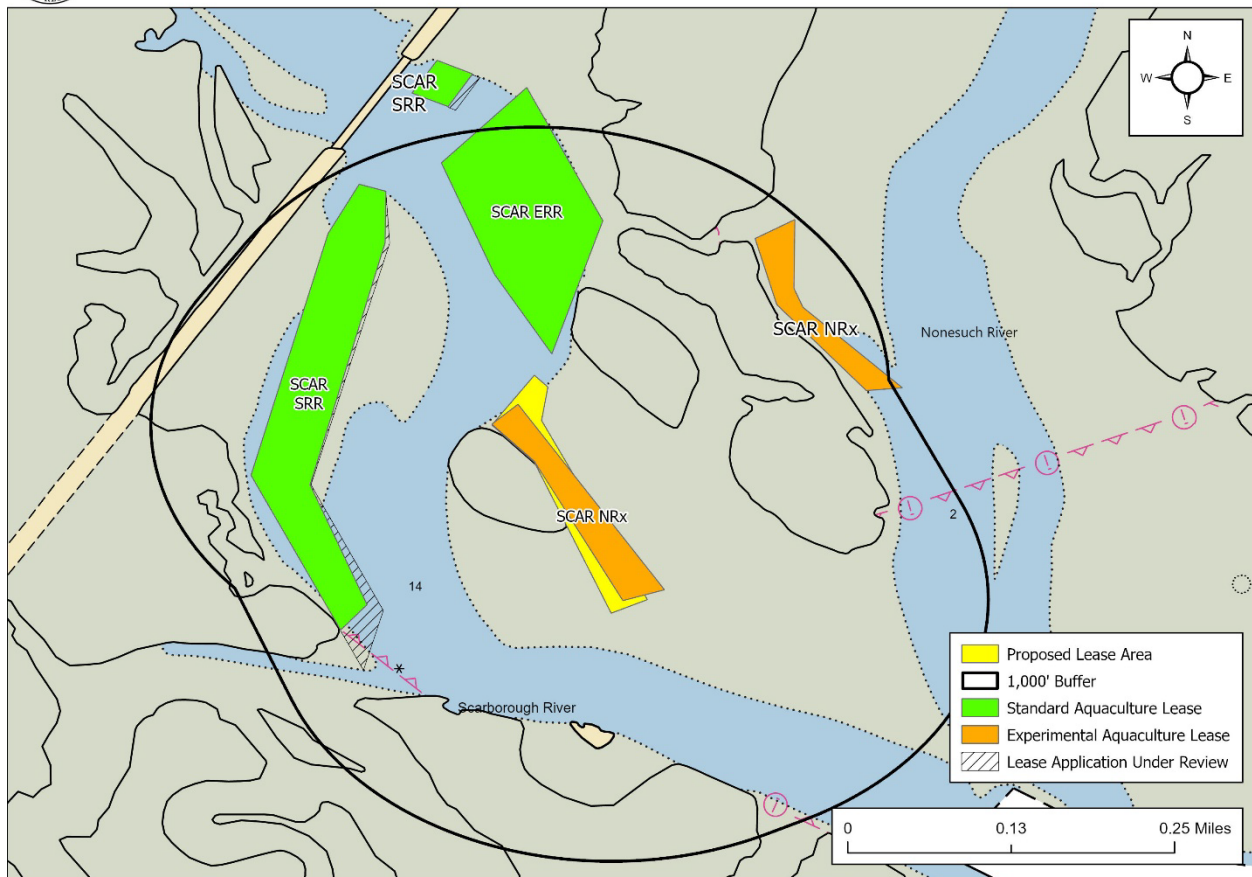 N
W
E
S
SCAR
SRR
SCAR ERR
SCAR NRx
Nonesuch River
SCAR
SRR
SCAR NRx
2
14
Scarborough River
Proposed Lease Area
1,000' Buffer
Standard Aquaculture Lease
Experimental Aquaculture Lease
Lease Application Under Review
0
0.13
0.25 Miles